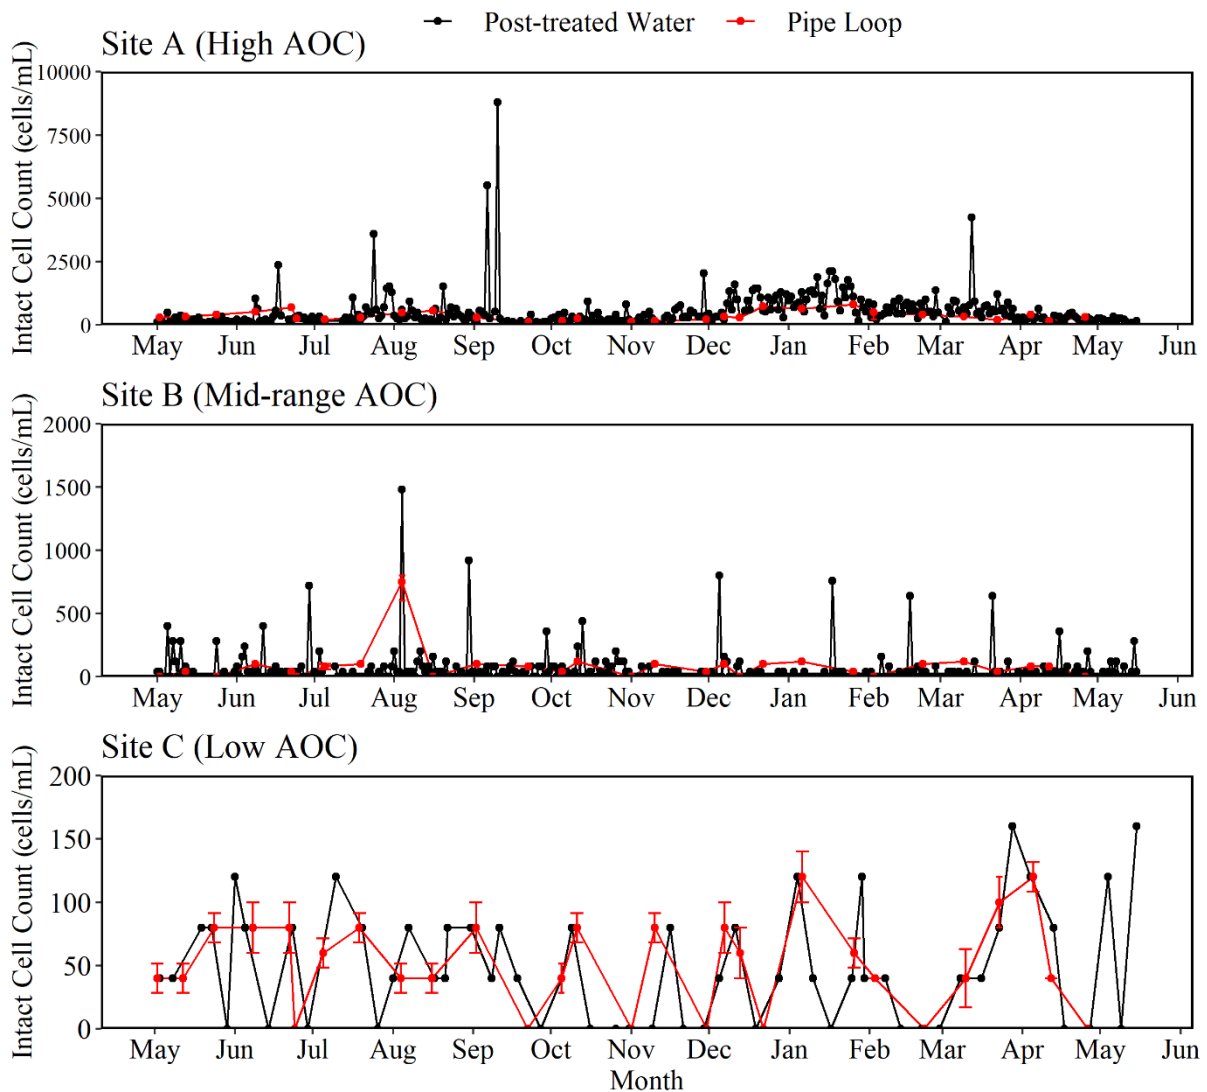 Post-treated Water Pipe Loop
Site A (High AOC)
Intact Cell Count (cells/mL)
10000
7500
5000
2500
0
May Jun Jul Aug Sep Oct Nov Dec Jan Feb Mar Apr May Jun
Site B (Mid-range AOC)
Intact Cell Count (cells/mL)
2000
1500
1000
500
0
May Jun Jul Aug Sep Oct Nov Dec Jan Feb Mar Apr May Jun
Site C (Low AOC)
Intact Cell Count (cells/mL)
200
150
100
50
0
May Jun Jul Aug Sep Oct Nov Dec Jan Feb Mar Apr May Jun
Month